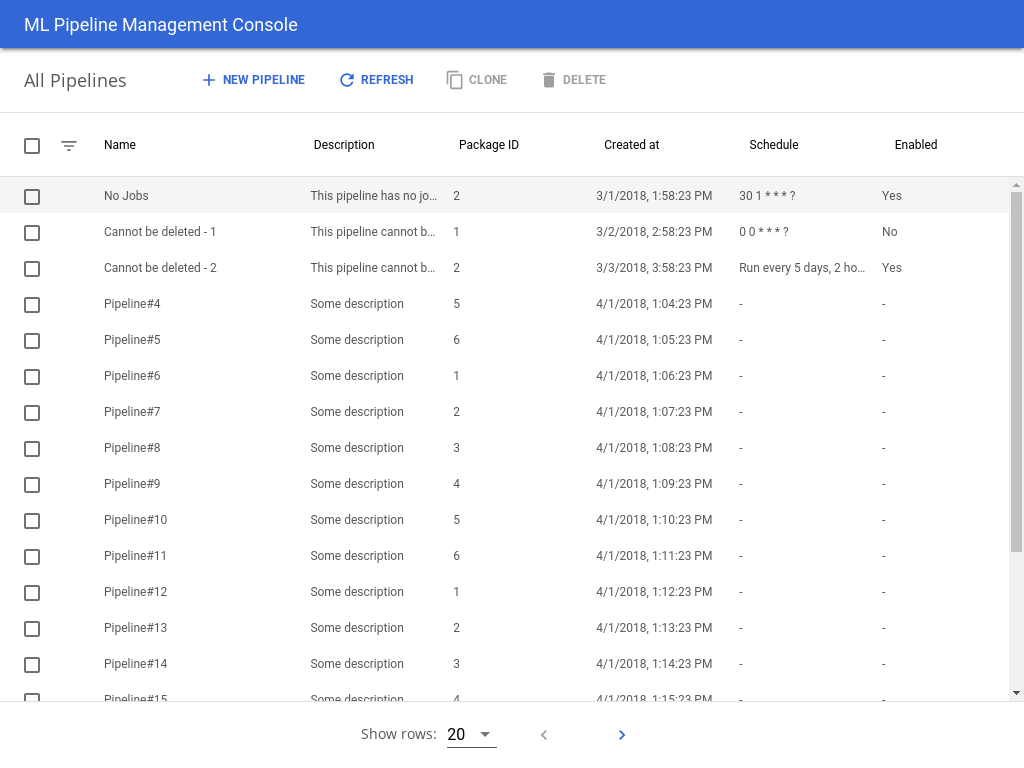 ML Pipeline Management Console
All Pipelines NEW PIPELINE REFRESH CLONE DELETE
Name Description Package ID Created at Schedule Enabled
No Jobs This pipeline has no jo... 2 3/1/2018, 1:58:23 PM 30 1 * * * ? Yes
Cannot be deleted - 1 This pipeline cannot b... 1 3/2/2018, 2:58:23 PM 0 0 * * * ? No
Cannot be deleted - 2 This pipeline cannot b... 2 3/3/2018, 3:58:23 PM Run every 5 days, 2 ho... Yes
Pipeline#4 Some description 5 4/1/2018, 1:04:23 PM - -
Pipeline#5 Some description 6 4/1/2018, 1:05:23 PM - -
Pipeline#6 Some description 1 4/1/2018, 1:06:23 PM - -
Pipeline#7 Some description 2 4/1/2018, 1:07:23 PM - -
Pipeline#8 Some description 3 4/1/2018, 1:08:23 PM - -
Pipeline#9 Some description 4 4/1/2018, 1:09:23 PM - -
Pipeline#10 Some description 5 4/1/2018, 1:10:23 PM - -
Pipeline#11 Some description 6 4/1/2018, 1:11:23 PM - -
Pipeline#12 Some description 1 4/1/2018, 1:12:23 PM - -
Pipeline#13 Some description 2 4/1/2018, 1:13:23 PM - -
Pipeline#14 Some description 3 4/1/2018, 1:14:23 PM - -
Pipeline#15 Some description 4 4/1/2018, 1:15:23 PM - -
Show rows: 20